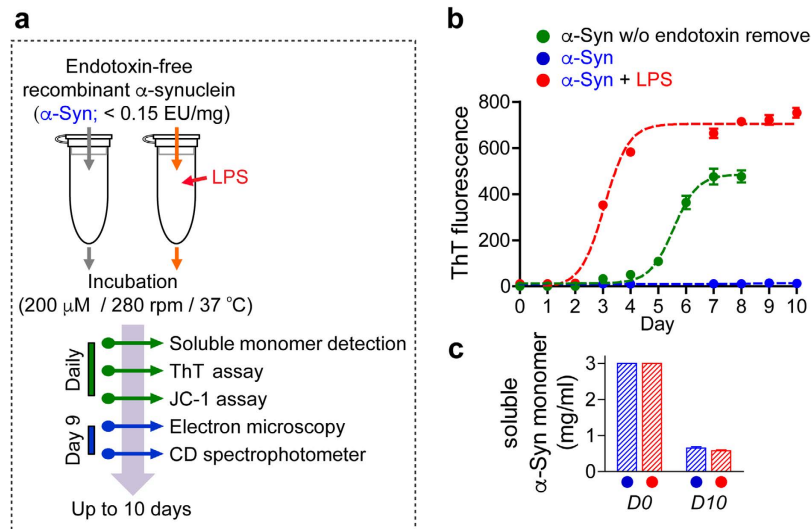 a
Endotoxin-free
recombinant α-synuclein
(α-Syn; < 0.15 EU/mg)
LPS
Incubation
(200 μM / 280 rpm / 37 °C)
Daily
Soluble monomer detection
ThT assay
JC-1 assay
Day 9
Electron microscopy
CD spectrophotometer
Up to 10 days
b
α-Syn w/o endotoxin remove
α-Syn
α-Syn + LPS
ThT fluorescence
800
600
400
200
0
0 1 2 3 4 5 6 7 8 9 10
Day
c
soluble
α-Syn monomer
(mg/ml)
3
2
1
0
D0 D10